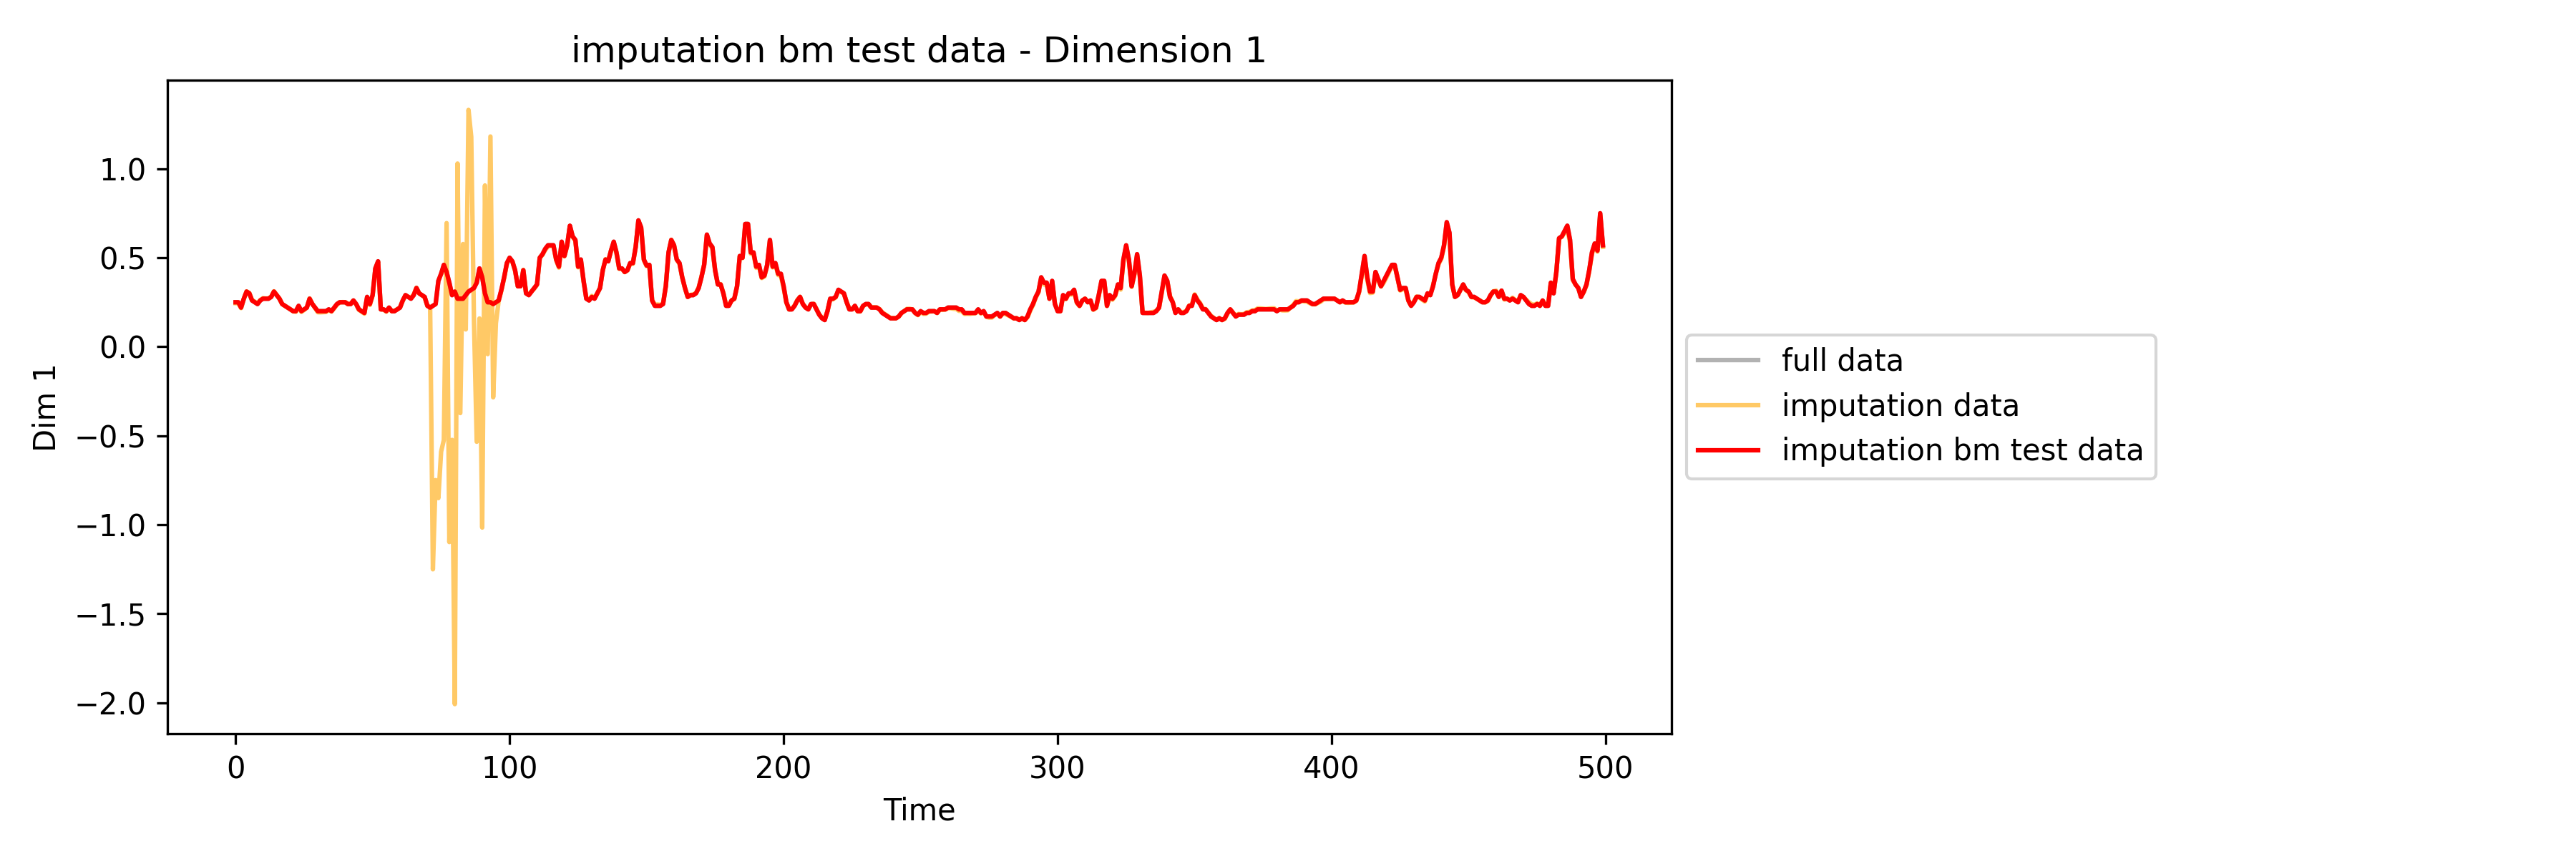 imputation bm test data - Dimension 1
1.0
0.5
0.0
−0.5
−1.0
−1.5
−2.0
Dim 1
0 100 200 300 400 500
Time
full data
imputation data
imputation bm test data